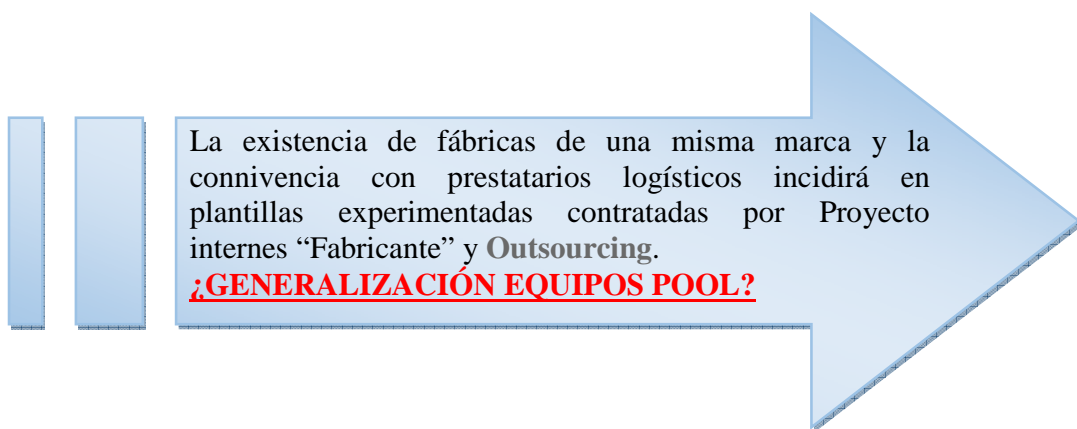 La existencia de fábricas de una misma marca y la
connivencia con prestatarios logísticos incidirá en
plantillas experimentadas contratadas por Proyecto
internes “Fabricante” y Outsourcing.
¿GENERALIZACIÓN EQUIPOS POOL?